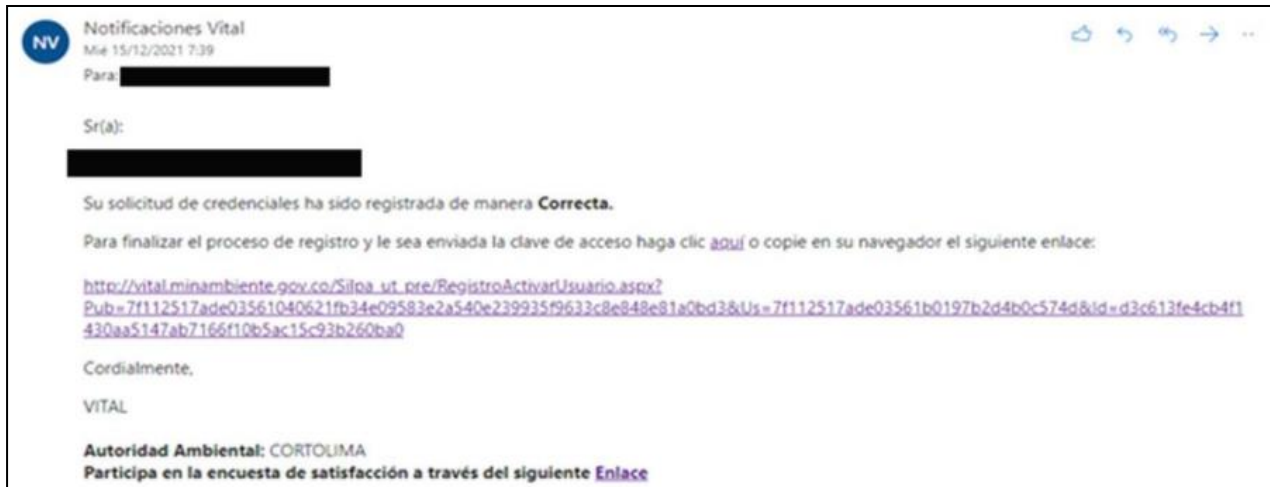 NV
Notificaciones Vital
Mié 15/12/2021 7:39
Para:
Sr(a):
Su solicitud de credenciales ha sido registrada de manera Correcta.
Para finalizar el proceso de registro y le sea enviada la clave de acceso haga clic aquí o copie en su navegador el siguiente enlace:
http://vital.minambiente.gov.co/Silpa_ut_pre/RegistroActivarUsuario.aspx?
Pub=7f112517ade03561040621fb34e09583e2a540e239935f9633c8e848e81a0bd3&Us=7f112517ade03561b0197b2d4b0c574d&Id=d3c613fe4cb4f1
430aa5147ab7166f10b5ac15c93b260ba0
Cordialmente,
VITAL
Autoridad Ambiental: CORTOLIMA
Participa en la encuesta de satisfacción a través del siguiente Enlace